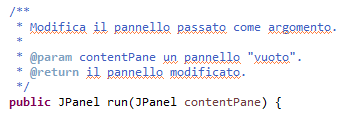 /**
* Modifica il pannello passato come argomento.
*
* @param contentPane un pannello "vuoto".
* @return il pannello modificato.
*/
public JPanel run(JPanel contentPane) {